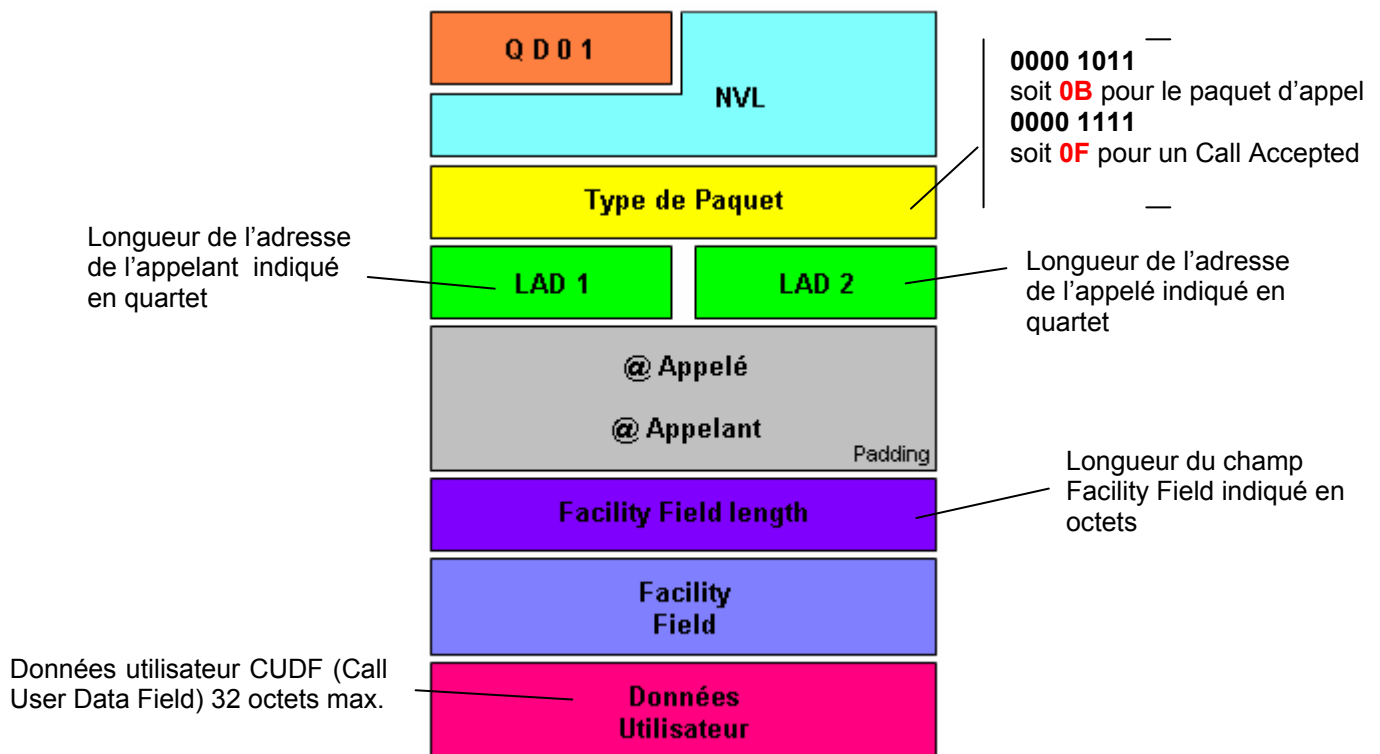 Q D 0 1
NVL
0000 1011
soit 0B pour le paquet d'appel
0000 1111
soit 0F pour un Call Accepted
Type de Paquet
Longueur de l'adresse
de l'appelant indiqué
en quartet
LAD 1
LAD 2
Longueur de l'adresse
de l'appelé indiqué en
quartet
@ Appelé
@ Appelant
Padding
Longueur du champ
Facility Field indiqué en
octets
Facility Field length
Facility
Field
Données utilisateur CUDF (Call
User Data Field) 32 octets max.
Données
Utilisateur